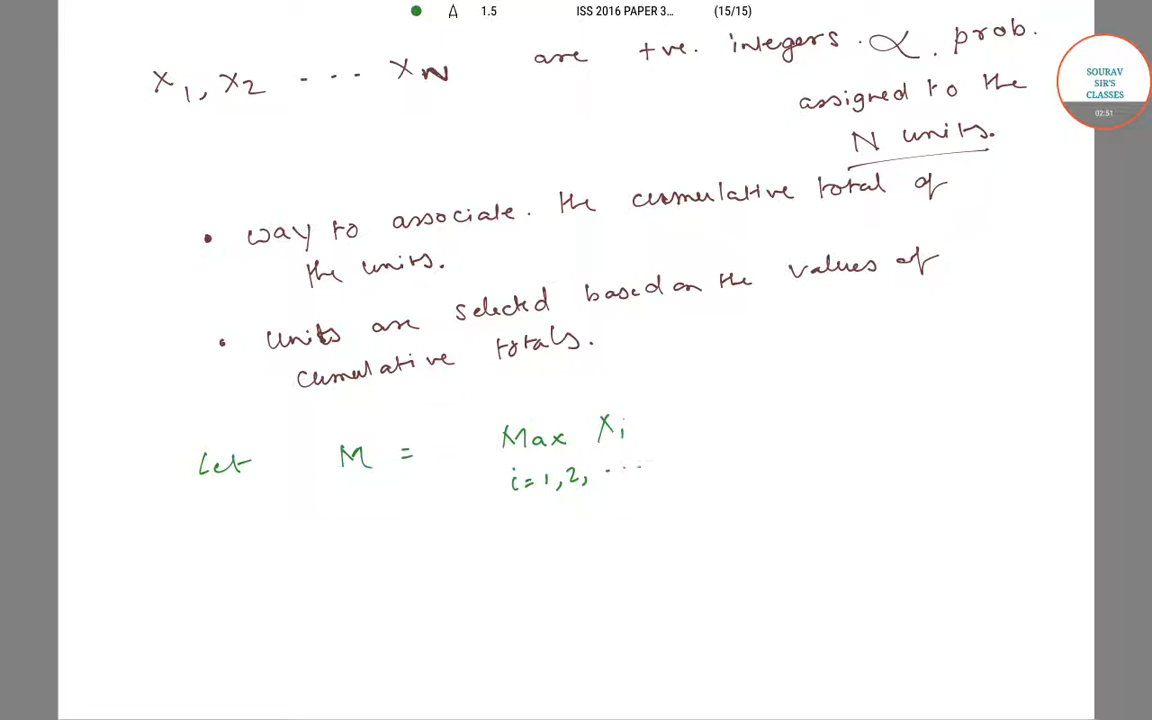 A 1.5 ISS 2016 PAPER 3... (15/15)
SOURAV
SIR'S
CLASSES
02:51
X1, X2 --- XN are +ve. integers. ∝. prob.
assigned to the
N units.
• way to associate. the cumulative total of
the units.
• units are selected based on the values of
cumulative totals.
Let M = Max Xi
i=1,2, ....